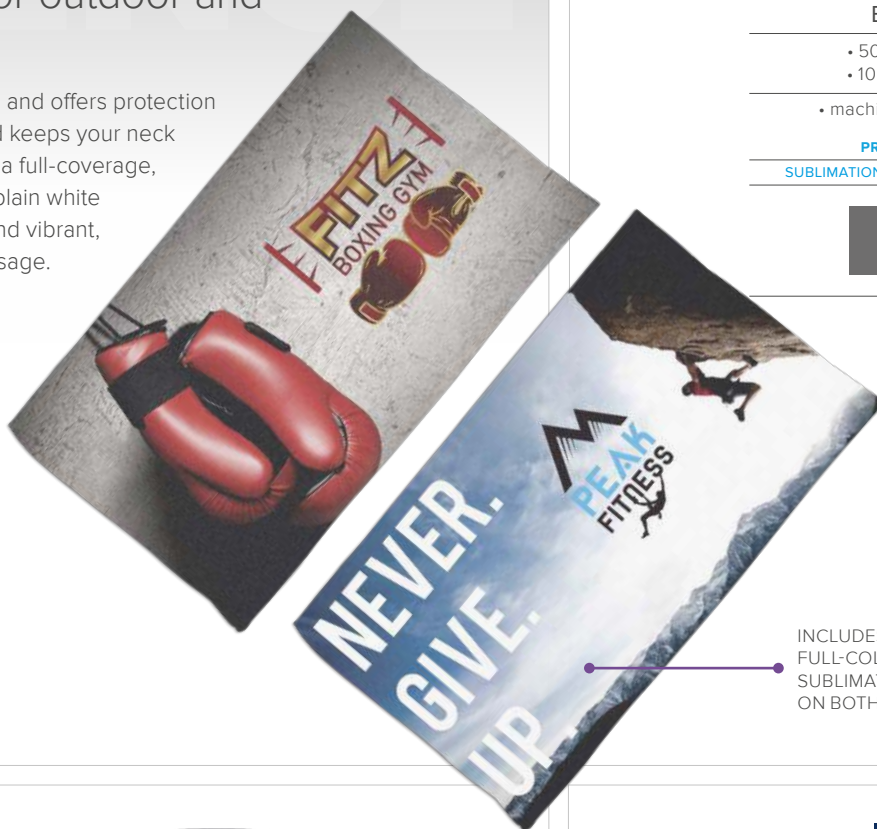 or outdoor and
and offers protection
keeps your neck
a full-coverage,
plain white
nd vibrant,
sage.
FITZ
BOXING GYM
PEAK
FITNESS
NEVER.
GIVE.
UP.
• 50
• 10
• mach
PR
SUBLIMATION
INCLUDE
FULL-COL
SUBLIMAT
ON BOTH